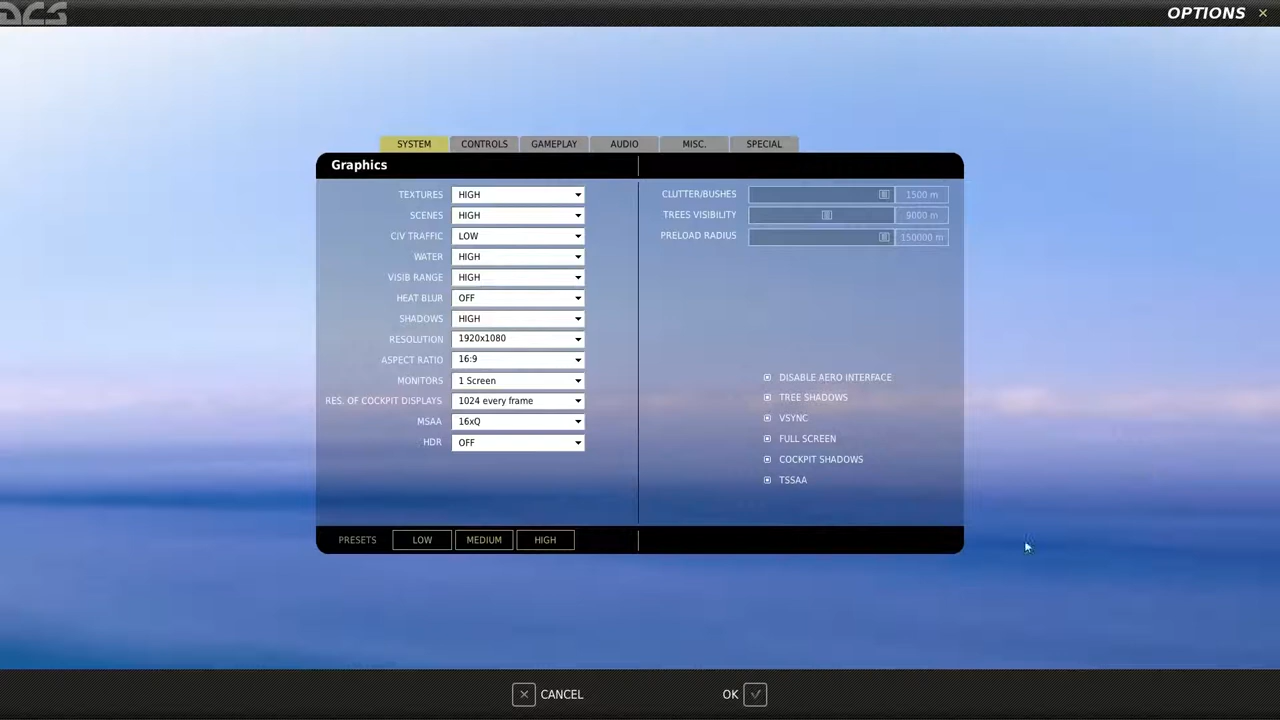 DCS
OPTIONS
SYSTEM CONTROLS GAMEPLAY AUDIO MISC. SPECIAL
Graphics
TEXTURES HIGH
SCENES HIGH
CIV TRAFFIC LOW
WATER HIGH
VISIB RANGE HIGH
HEAT BLUR OFF
SHADOWS HIGH
RESOLUTION 1920x1080
ASPECT RATIO 16:9
MONITORS 1 Screen
RES. OF COCKPIT DISPLAYS 1024 every frame
MSAA 16xQ
HDR OFF
CLUTTER/BUSHES 1500 m
TREES VISIBILITY 9000 m
PRELOAD RADIUS 150000 m
DISABLE AERO INTERFACE
TREE SHADOWS
VSYNC
FULL SCREEN
COCKPIT SHADOWS
TSSAA
PRESETS LOW MEDIUM HIGH
CANCEL OK